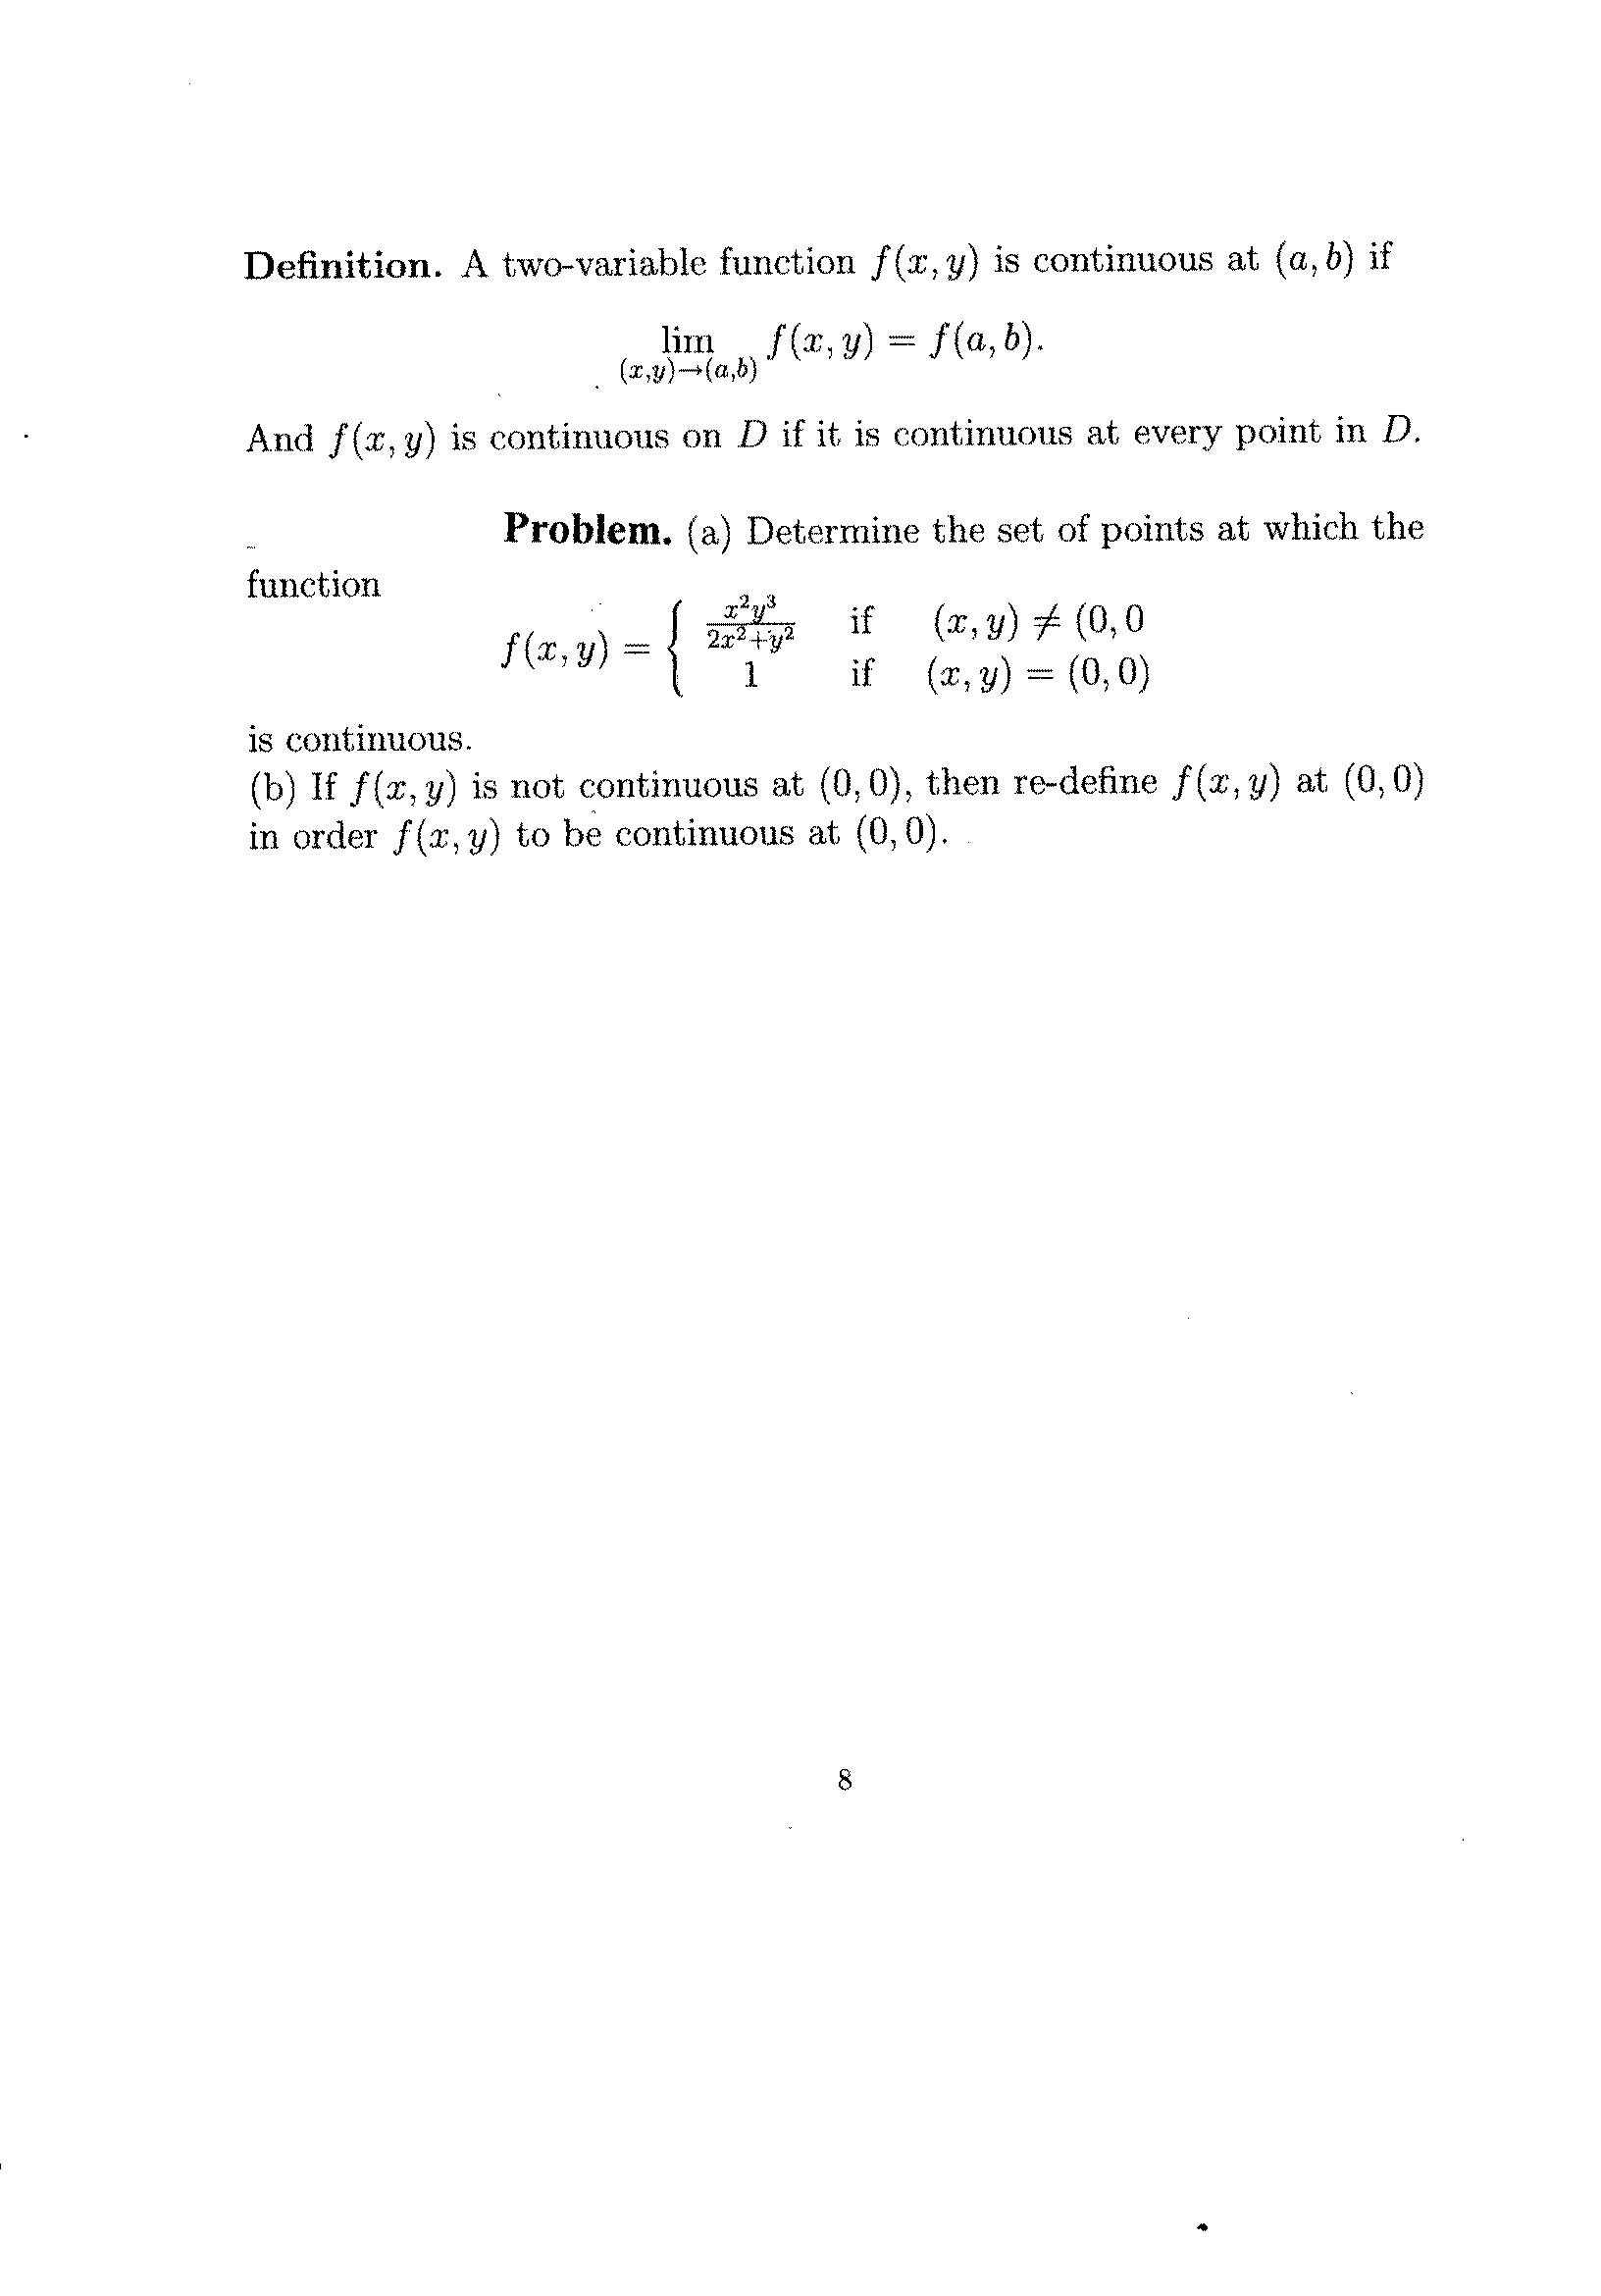 Definition. A two-variable function f(x, y) is continuous at (a, b) if
lim f(x, y) = f(a, b).
(x,y)→(a,b)
And f(x, y) is continuous on D if it is continuous at every point in D.
Problem. (a) Determine the set of points at which the
function
f(x, y) = { x²y³ / 2x²+y² if (x, y) ≠ (0, 0
1 if (x, y) = (0, 0)
is continuous.
(b) If f(x, y) is not continuous at (0, 0), then re-define f(x, y) at (0, 0)
in order f(x, y) to be continuous at (0, 0).
8